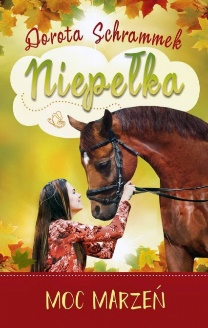 Dorota Schrammek
Niepełka
MOC MARZEŃ